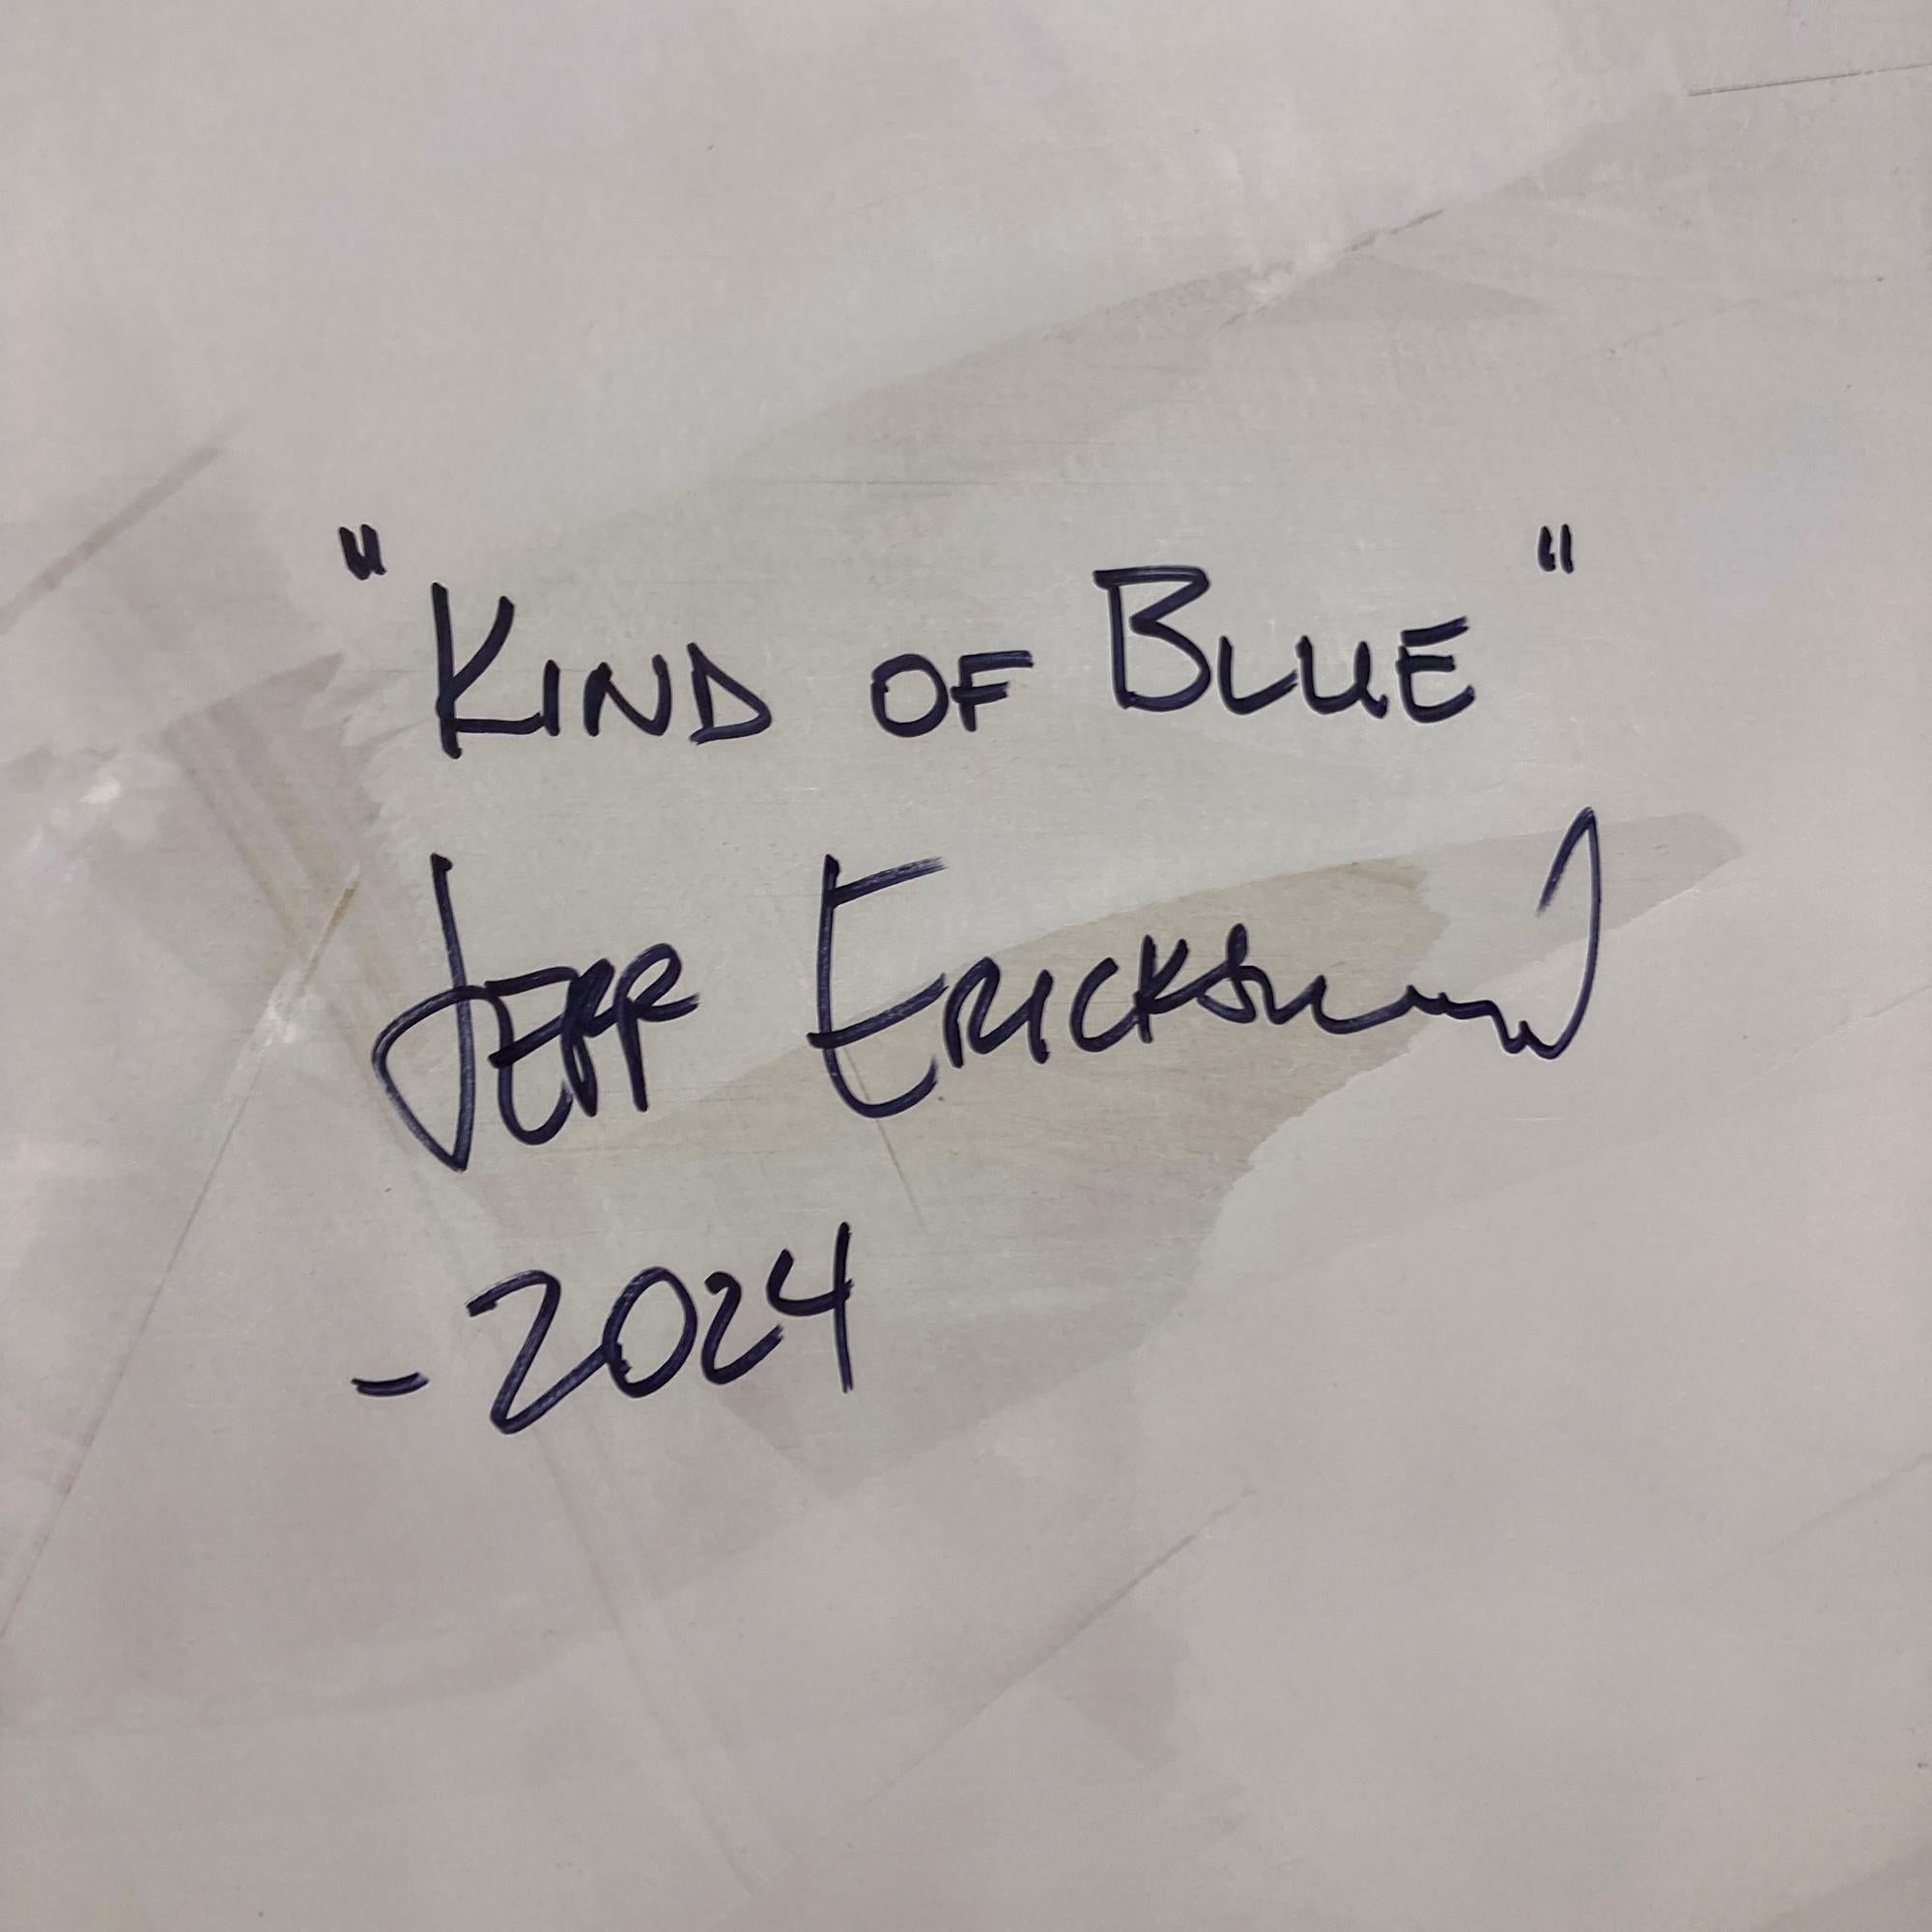 "KIND OF BLUE"
JEFF ERICKSON
-2024